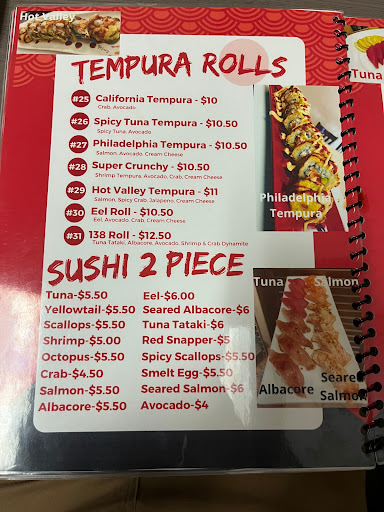 Hot Valley
TEMPURA ROLLS
#25 California Tempura - $10
Crab, Avocado
#26 Spicy Tuna Tempura - $10.50
Spicy Tuna, Avocado
#27 Philadelphia Tempura - $10.50
Salmon, Avocado, Cream Cheese
#28 Super Crunchy - $10.50
Shrimp Tempura, Avocado, Crab, Cream Cheese
#29 Hot Valley Tempura - $11
Salmon, Spicy Crab, Jalapeno, Cream Cheese
#30 Eel Roll - $10.50
Eel, Avocado, Crab, Cream Cheese
#31 138 Roll - $12.50
Tuna Tataki, Albacore, Avocado, Shrimp & Crab Dynamite
Philadelphia
Tempura
Tuna
SUSHI 2 PIECE
Tuna-$5.50
Yellowtail-$5.50
Scallops-$5.50
Shrimp-$5.00
Octopus-$5.50
Crab-$4.50
Salmon-$5.50
Albacore-$5.50
Eel-$6.00
Seared Albacore-$6
Tuna Tataki-$6
Red Snapper-$5
Spicy Scallops-$5.50
Smelt Egg-$5.50
Seared Salmon-$6
Avocado-$4
Tuna
Salmon
Albacore
Seared
Salmon